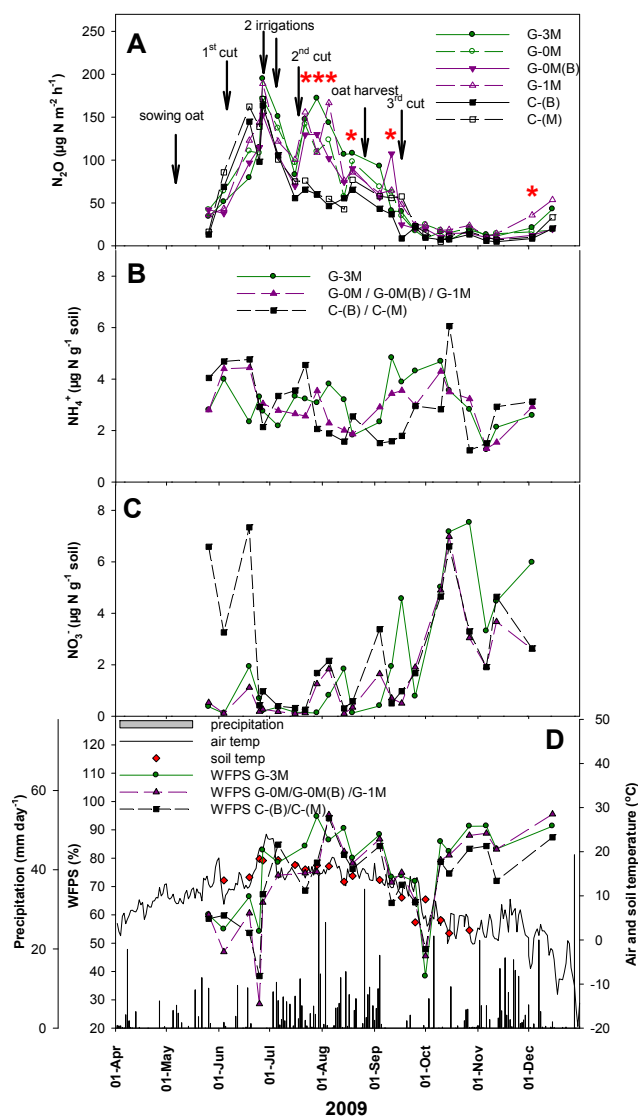 A
2 irrigations
1st cut
2nd cut
sowing oat
oat harvest
3rd cut
***
*
*
*
G-3M
G-0M
G-0M(B)
G-1M
C-(B)
C-(M)
N2O (µg N m-2 h-1)
250
200
150
100
50
0
B
G-3M
G-0M / G-0M(B) / G-1M
C-(B) / C-(M)
NH4+ (µg N g-1 soil)
8
6
4
2
0
C
NO3- (µg N g-1 soil)
8
6
4
2
0
D
precipitation
air temp
soil temp
WFPS G-3M
WFPS G-0M/G-0M(B) /G-1M
WFPS C-(B)/C-(M)
Precipitation (mm day-1)
60
40
20
0
WFPS (%)
120
110
100
90
80
70
60
50
40
30
20
Air and soil temperature (°C)
50
40
30
20
10
0
-10
-20
01-Apr
01-May
01-Jun
01-Jul
01-Aug
01-Sep
01-Oct
01-Nov
01-Dec
2009